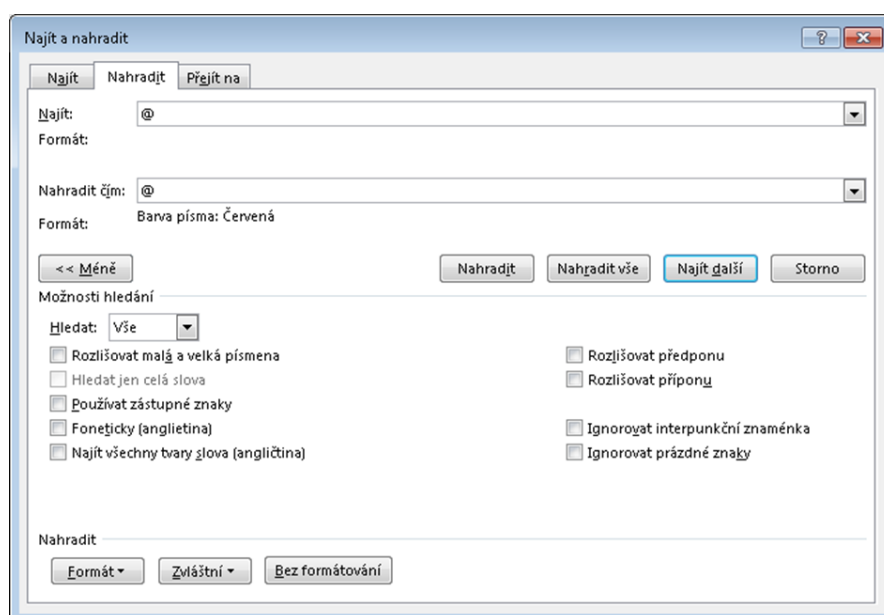 Najít a nahradit
Najít Nahradit Přejít na
Najít: @
Formát:
Nahradit čím: @
Formát: Barva písma: Červená
<< Méně Nahradit Nahradit vše Najít další Storno
Možnosti hledání
Hledat: Vše
Rozlišovat malá a velká písmena Rozlišovat předponu
Hledat jen celá slova Rozlišovat příponu
Používat zástupné znaky
Foneticky (anglietina) Ignorovat interpunkční znaménka
Najít všechny tvary slova (angličtina) Ignorovat prázdné znaky
Nahradit
Formát Zvláštní Bez formátování